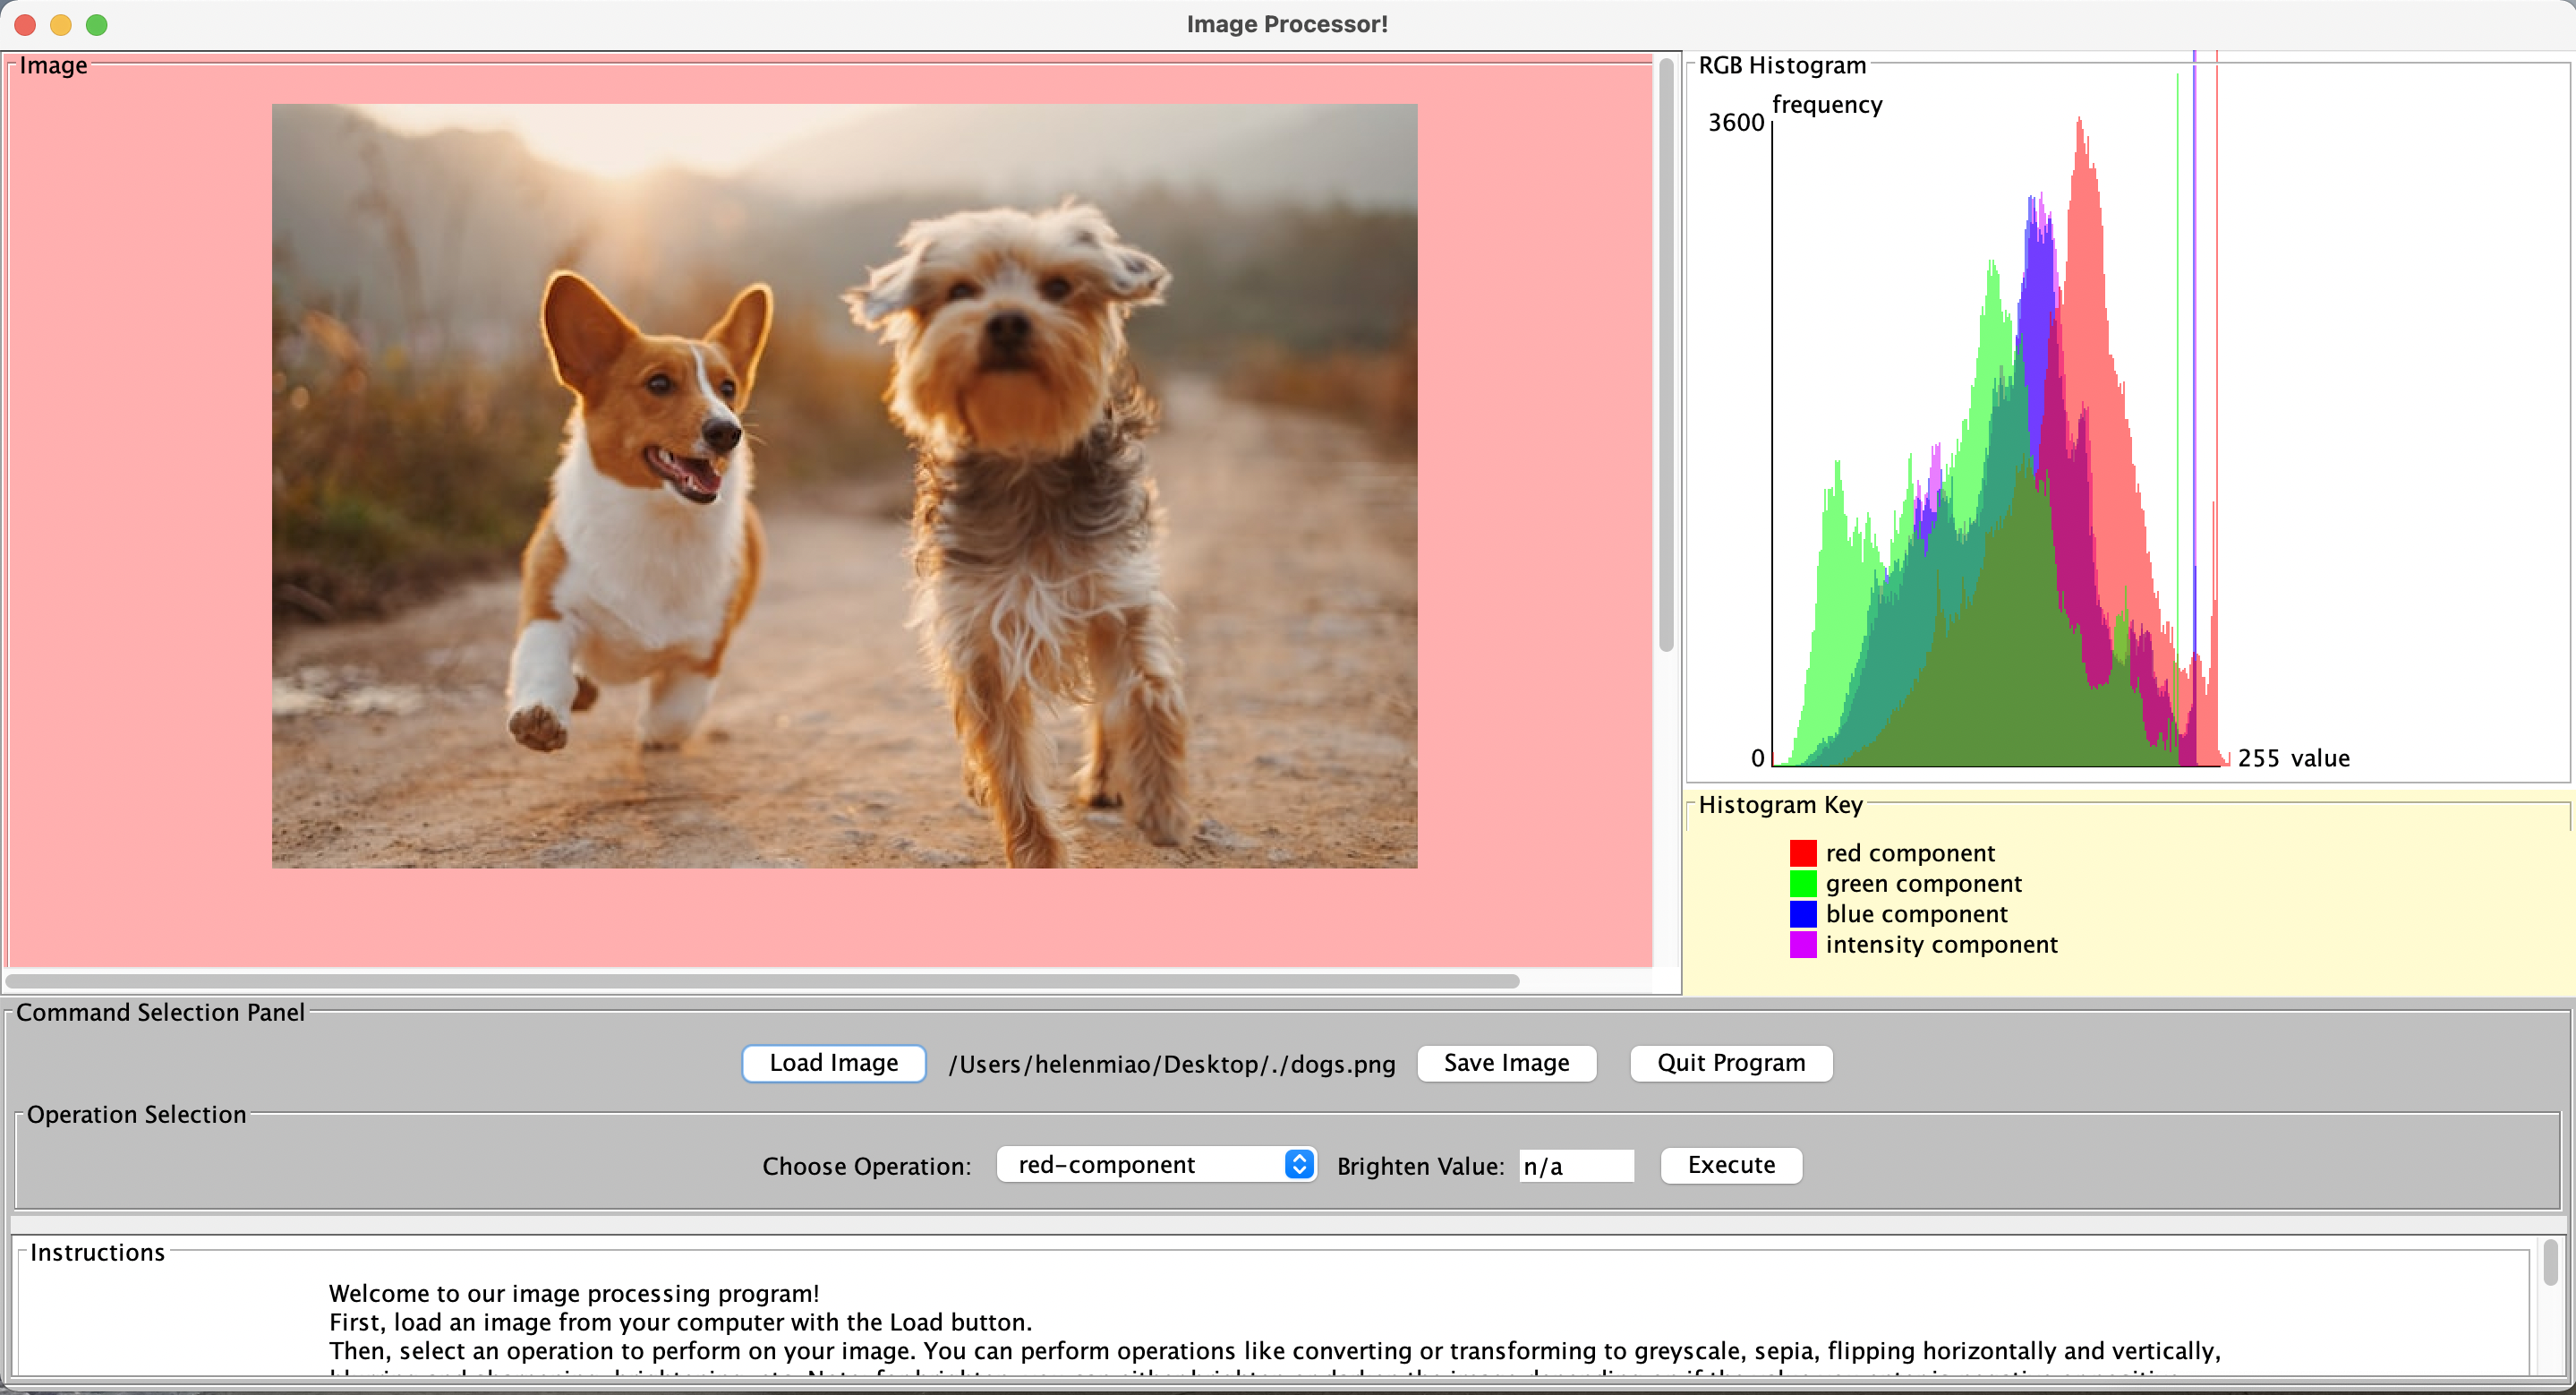 Image Processor!
Image
RGB Histogram
frequency
3600
0
255 value
Histogram Key
red component
green component
blue component
intensity component
Command Selection Panel
Load Image /Users/helenmiao/Desktop/./dogs.png Save Image Quit Program
Operation Selection
Choose Operation: red-component Brighten Value: n/a Execute
Instructions
Welcome to our image processing program!
First, load an image from your computer with the Load button.
Then, select an operation to perform on your image. You can perform operations like converting or transforming to greyscale, sepia, flipping horizontally and vertically,